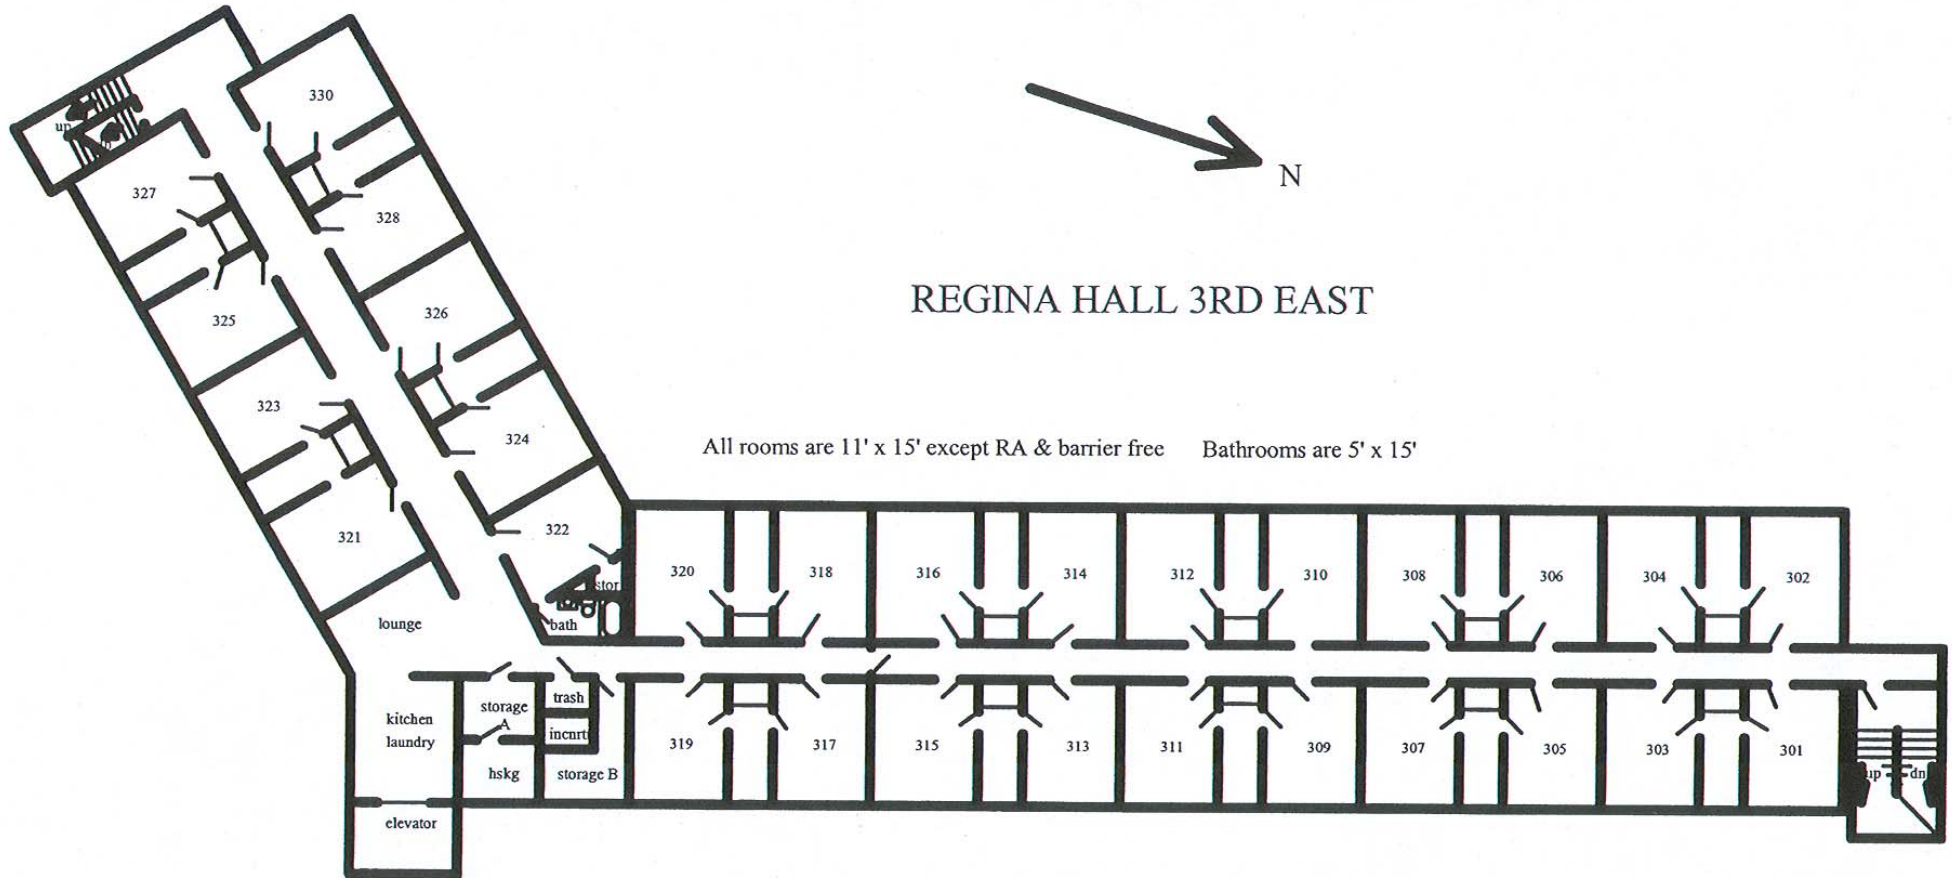 330
up
327
328
N
REGINA HALL 3RD EAST
325
326
323
324
All rooms are 11' x 15' except RA & barrier free Bathrooms are 5' x 15'
321
322
320 318 316 314 312 310 308 306 304 302
stor
bath
lounge
trash
storage
A
kitchen
laundry
incnrtr
hskg
storage B
319 317 315 313 311 309 307 305 303 301
up dn
elevator